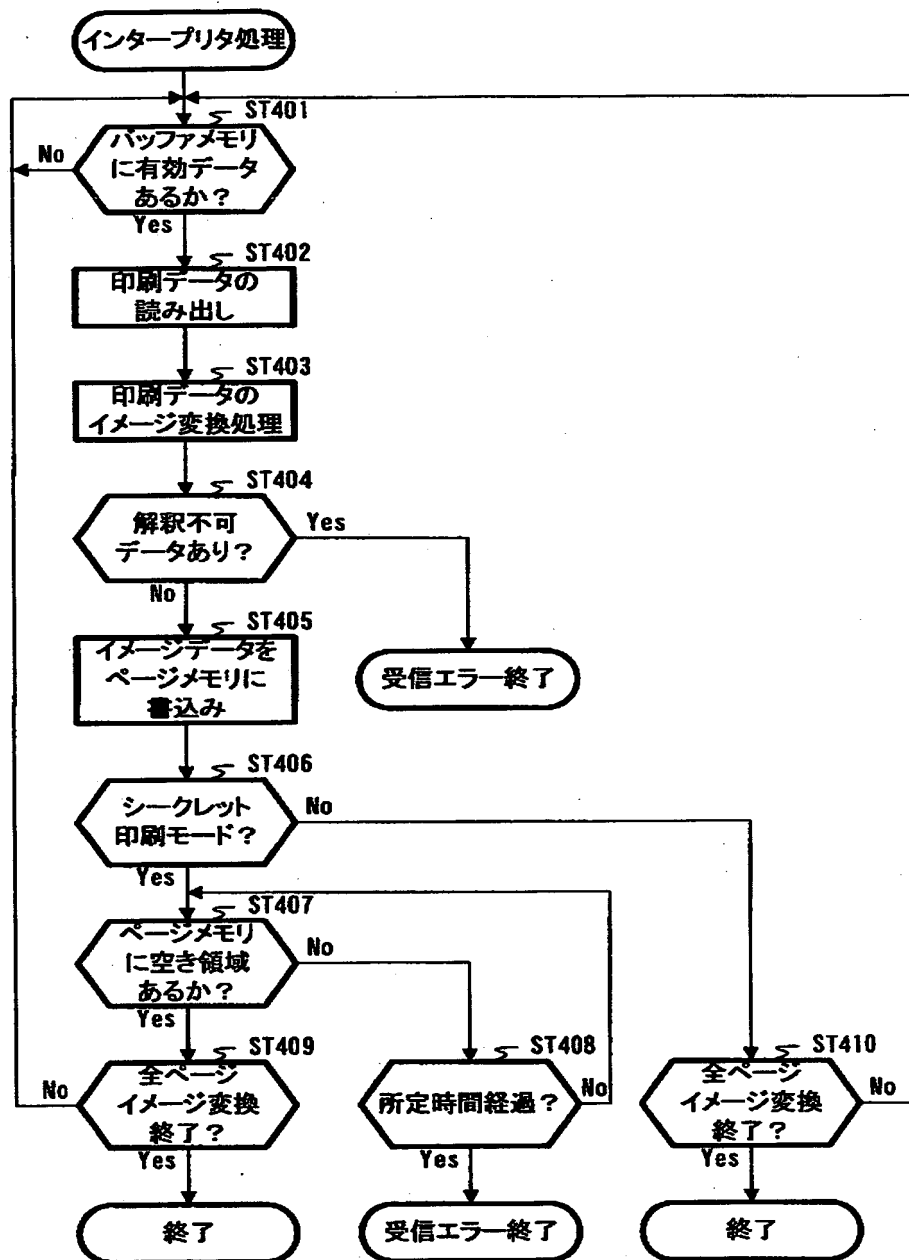 インタープリタ処理
ST401
バッファメモリ
に有効データ
あるか?
No
Yes
ST402
印刷データの
読み出し
ST403
印刷データの
イメージ変換処理
ST404
解釈不可
データあり?
Yes
No
ST405
イメージデータを
ページメモリに
書込み
受信エラー終了
ST406
シークレット
印刷モード?
No
Yes
ST407
ページメモリ
に空き領域
あるか?
No
Yes
ST409
全ページ
イメージ変換
終了?
No
Yes
ST408
所定時間経過?
No
Yes
ST410
全ページ
イメージ変換
終了?
No
Yes
終了
受信エラー終了
終了